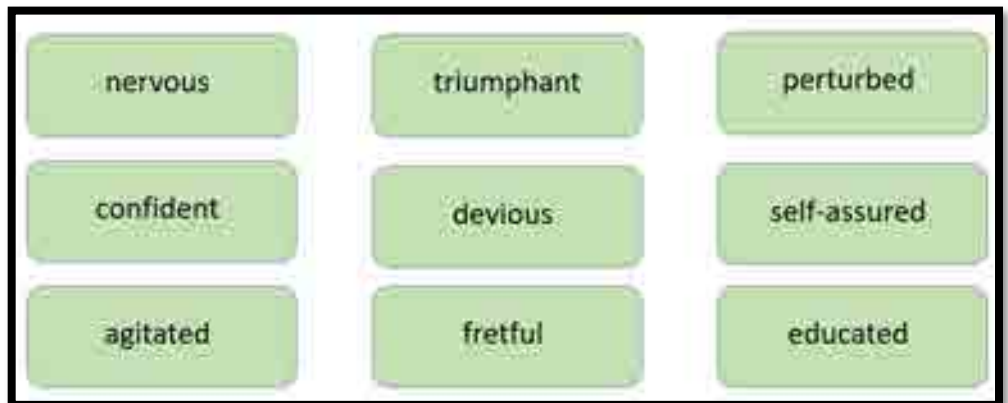 nervous
triumphant
perturbed
confident
devious
self-assured
agitated
fretful
educated